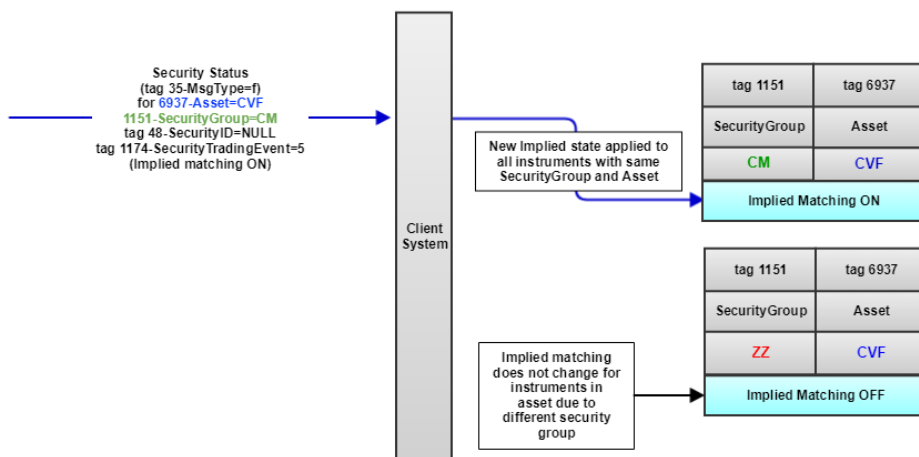 Security Status
(tag 35-MsgType=f)
for 6937-Asset=CVF
1151-SecurityGroup=CM
tag 48-SecurityID=NULL
tag 1174-SecurityTradingEvent=5
(Implied matching ON)
Client
System
New Implied state applied to
all instruments with same
SecurityGroup and Asset
tag 1151 tag 6937
SecurityGroup Asset
CM CVF
Implied Matching ON
Implied matching
does not change for
instruments in
asset due to
different security
group
tag 1151 tag 6937
SecurityGroup Asset
ZZ CVF
Implied Matching OFF